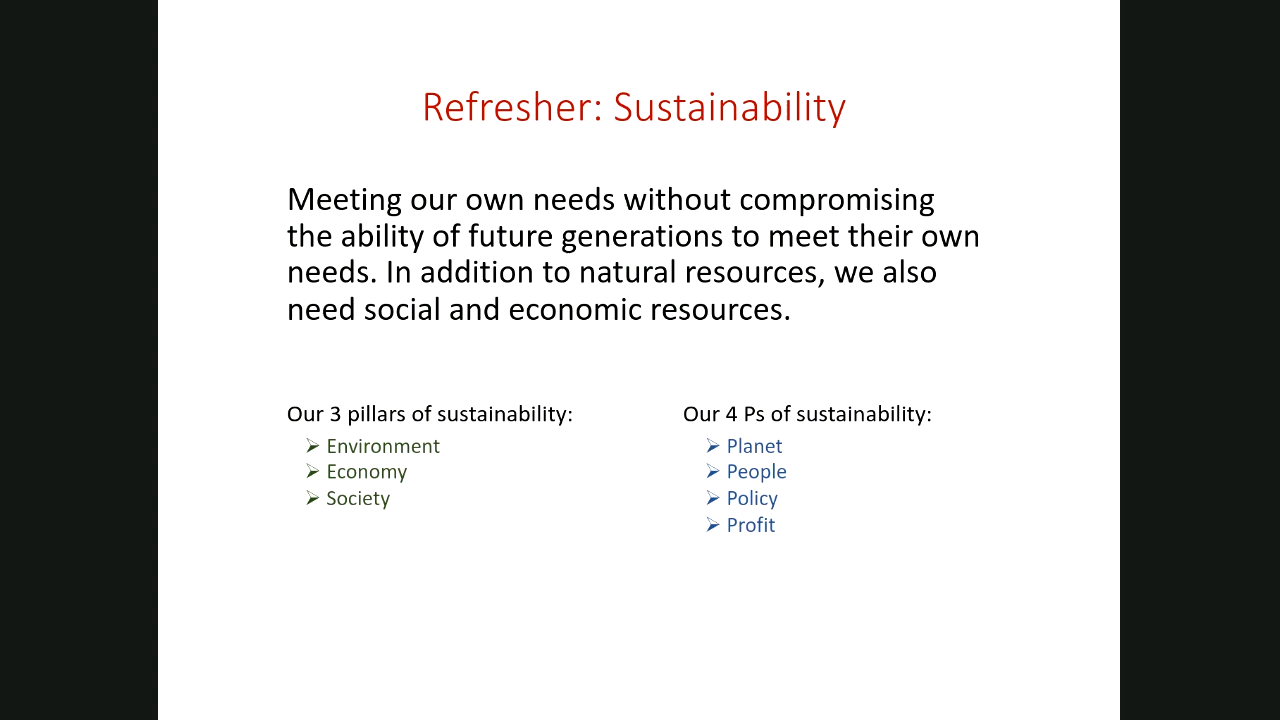 Refresher: Sustainability
Meeting our own needs without compromising
the ability of future generations to meet their own
needs. In addition to natural resources, we also
need social and economic resources.
Our 3 pillars of sustainability:
Environment
Economy
Society
Our 4 Ps of sustainability:
Planet
People
Policy
Profit